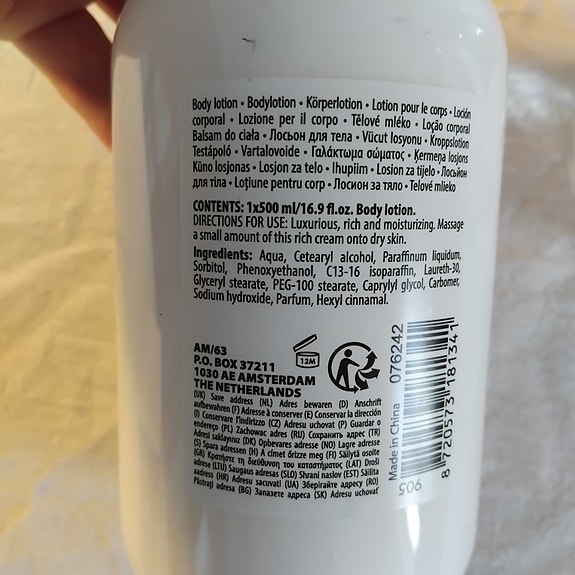 Body lotion • Bodylotion • Körperlotion • Lotion pour le corps • Loción
corporal • Lozione per il corpo • Tělové mléko • Loção corporal
Balsam do ciała • Лосьон для тела • Vücut losyonu • Kroppslotion
Testápoló • Vartalovoide • Γαλάκτωμα σώματος • Ķermeņa losjons
Kūno losjonas • Losjon za telo • Ihupiim • Losion za tijelo • Лосьйон
для тіла • Loțiune pentru corp • Лосион за тяло • Telové mlieko
CONTENTS: 1x500 ml/16.9 fl.oz. Body lotion.
DIRECTIONS FOR USE: Luxurious, rich and moisturizing. Massage
a small amount of this rich cream onto dry skin.
Ingredients: Aqua, Cetearyl alcohol, Paraffinum liquidum,
Sorbitol, Phenoxyethanol, C13-16 isoparaffin, Laureth-30,
Glyceryl stearate, PEG-100 stearate, Caprylyl glycol, Carbomer,
Sodium hydroxide, Parfum, Hexyl cinnamal.
AM/63
P.O. BOX 37211
1030 AE AMSTERDAM
THE NETHERLANDS
12M
(UK) Save address (NL) Adres bewaren (D) Anschrift
aufbewahren (F) Adresse à conserver (E) Conservar la dirección
(I) Conservare l'indirizzo (CZ) Adresu uchovat (P) Guardar o
endereço (PL) Zachowac adres (RU) Сохранить адрес (TR)
Adresi saklayınız (DK) Opbevares adresse (NO) Lagre adresse
(S) Spara adressen (H) A címet őrizze meg (FI) Säilytä osoite
(GR) Κρατήστε τη διεύθυνση του καταστήματος (LAT) Droši
adrese (LTU) Saugaus adresas (SLO) Shrani naslov (EST) Säilita
aadress (HR) Adresu sacuvati (UA) Зберігайте адресу (RO)
Păstrați adresa (BG) Запазете адреса (SK) Adresu uchovať
Made in China 076242
8 720573 181341
905